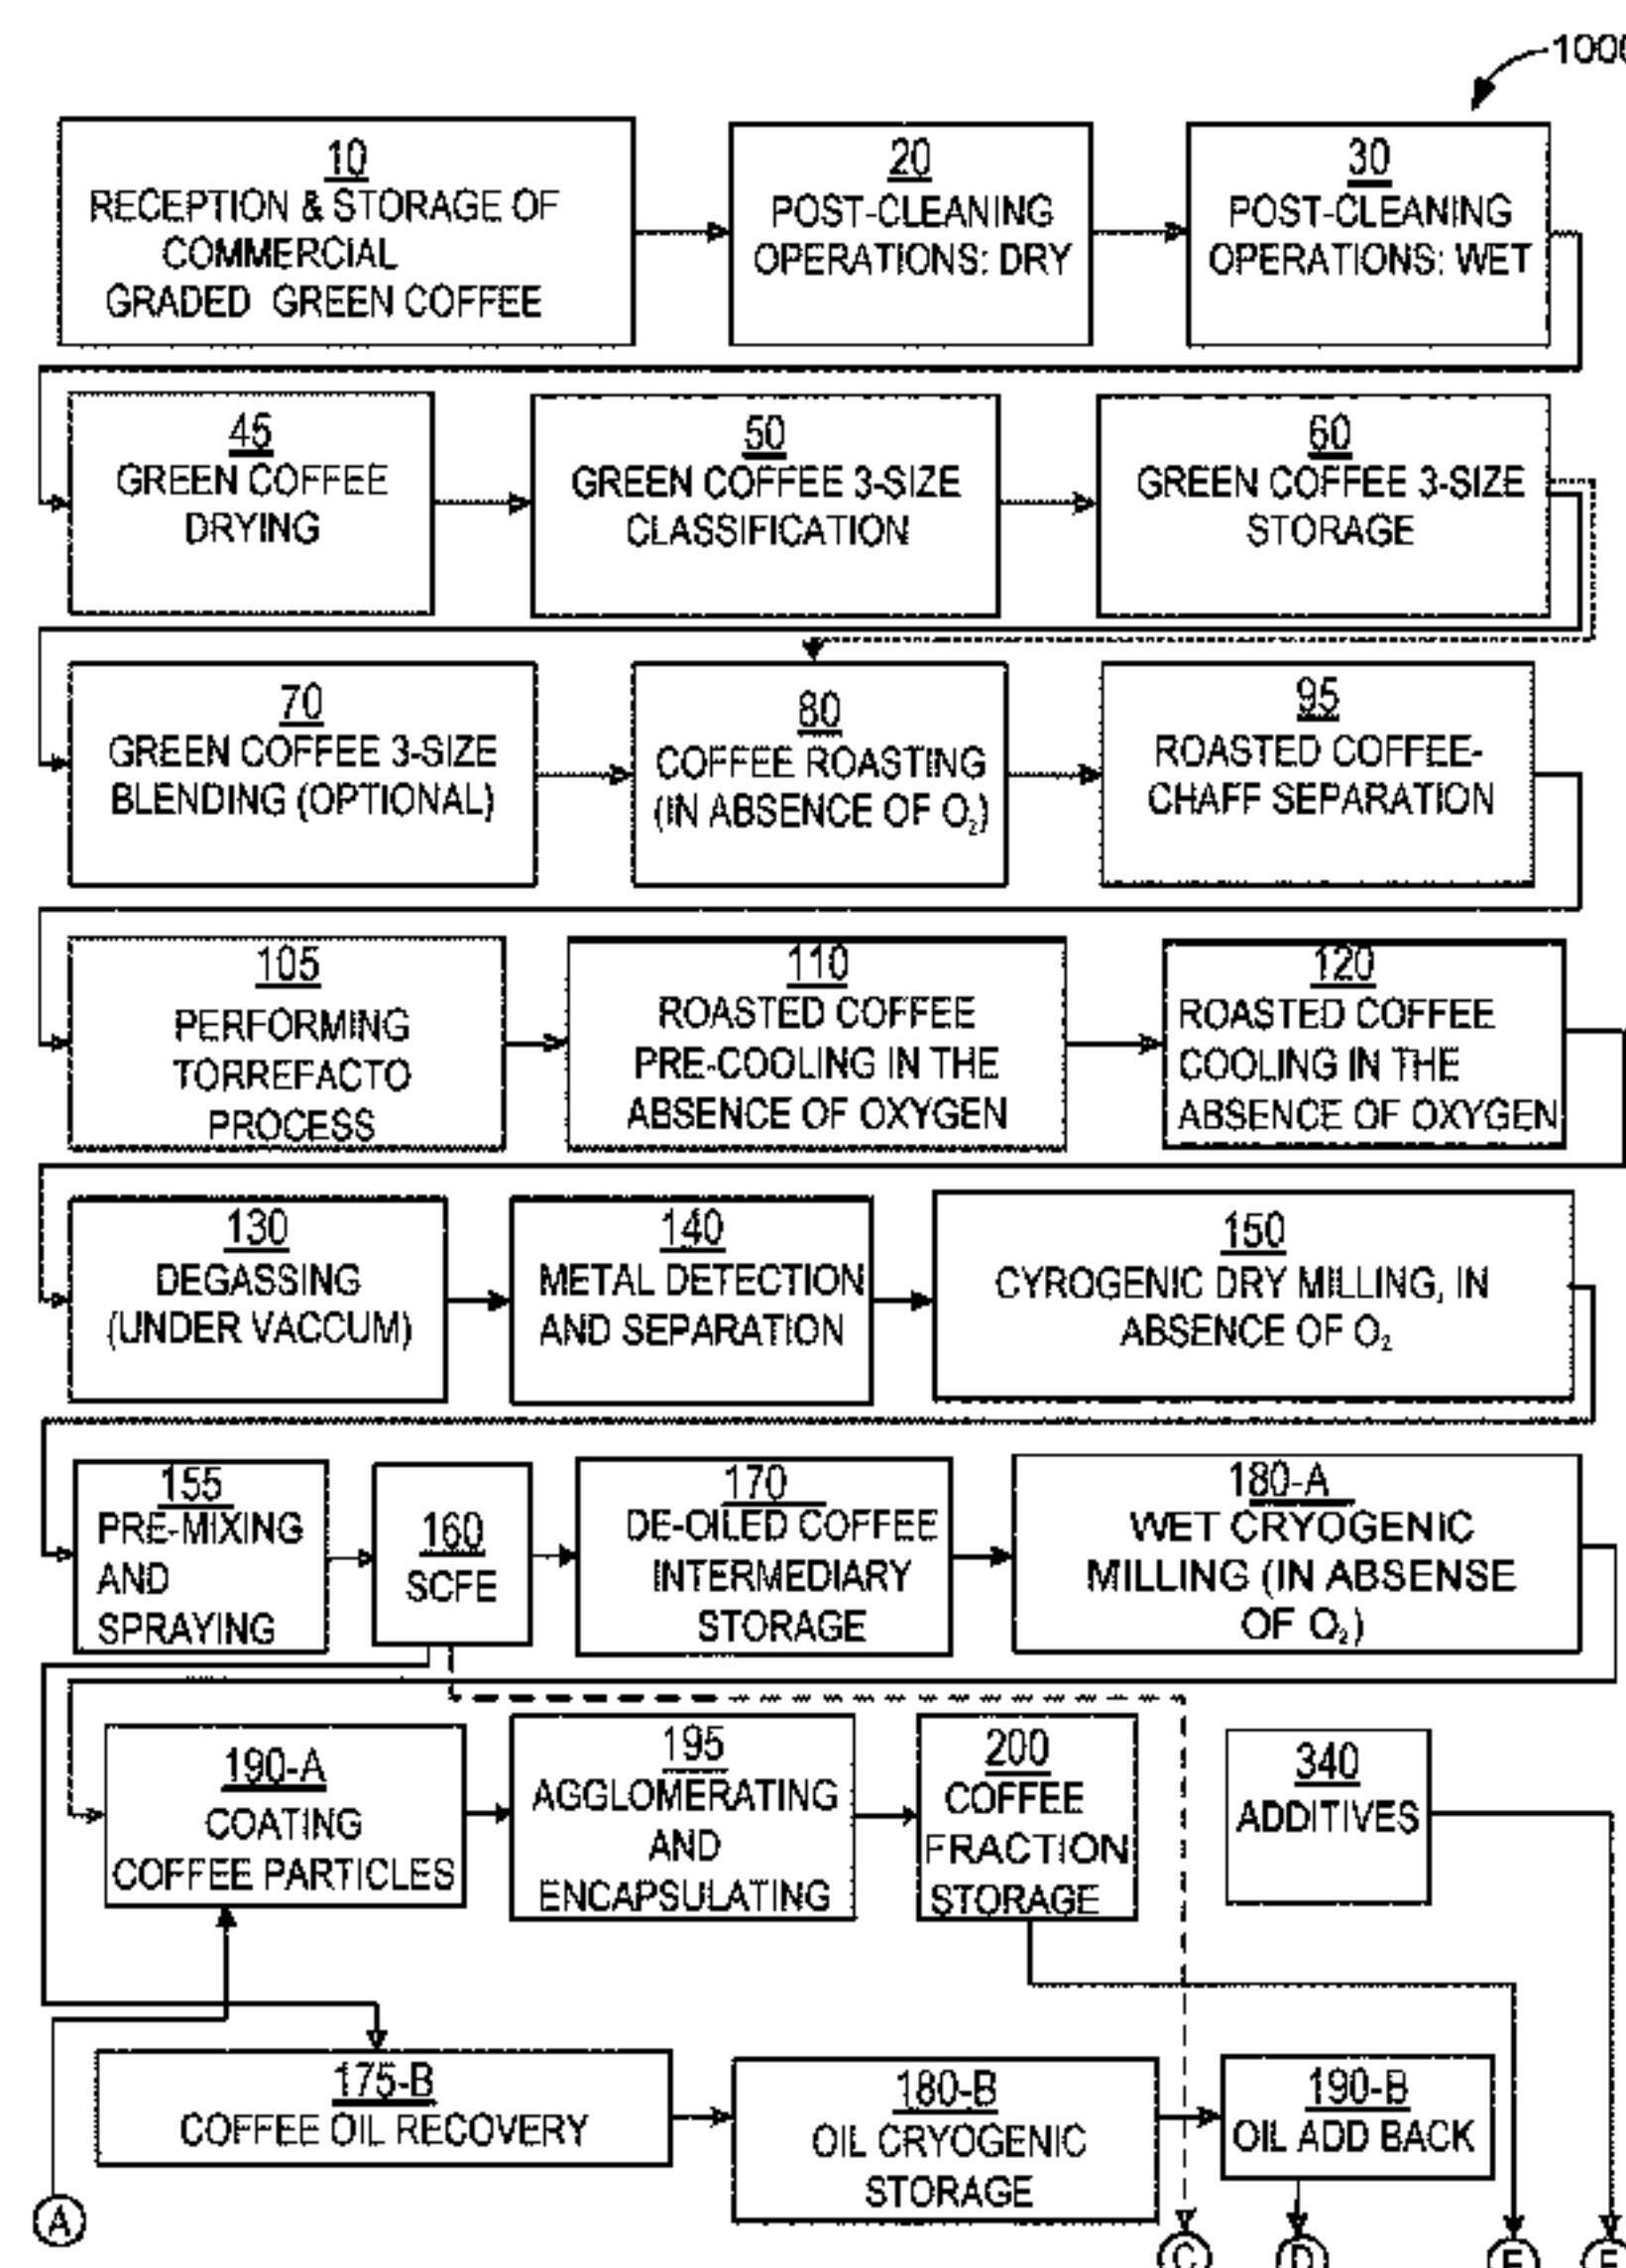 1000
10
RECEPTION & STORAGE OF
COMMERCIAL
GRADED GREEN COFFEE
20
POST-CLEANING
OPERATIONS: DRY
30
POST-CLEANING
OPERATIONS: WET
45
GREEN COFFEE
DRYING
50
GREEN COFFEE 3-SIZE
CLASSIFICATION
60
GREEN COFFEE 3-SIZE
STORAGE
70
GREEN COFFEE 3-SIZE
BLENDING (OPTIONAL)
80
COFFEE ROASTING
(IN ABSENCE OF O₂)
95
ROASTED COFFEE-
CHAFF SEPARATION
105
PERFORMING
TORREFACTO
PROCESS
110
ROASTED COFFEE
PRE-COOLING IN THE
ABSENCE OF OXYGEN
120
ROASTED COFFEE
COOLING IN THE
ABSENCE OF OXYGEN
130
DEGASSING
(UNDER VACCUM)
140
METAL DETECTION
AND SEPARATION
150
CYROGENIC DRY MILLING, IN
ABSENCE OF O₂
155
PRE-MIXING
AND
SPRAYING
160
SCFE
170
DE-OILED COFFEE
INTERMEDIARY
STORAGE
180-A
WET CRYOGENIC
MILLING (IN ABSENSE
OF O₂)
190-A
COATING
COFFEE PARTICLES
195
AGGLOMERATING
AND
ENCAPSULATING
200
COFFEE
FRACTION
STORAGE
340
ADDITIVES
175-B
COFFEE OIL RECOVERY
180-B
OIL CRYOGENIC
STORAGE
190-B
OIL ADD BACK
A
C
D